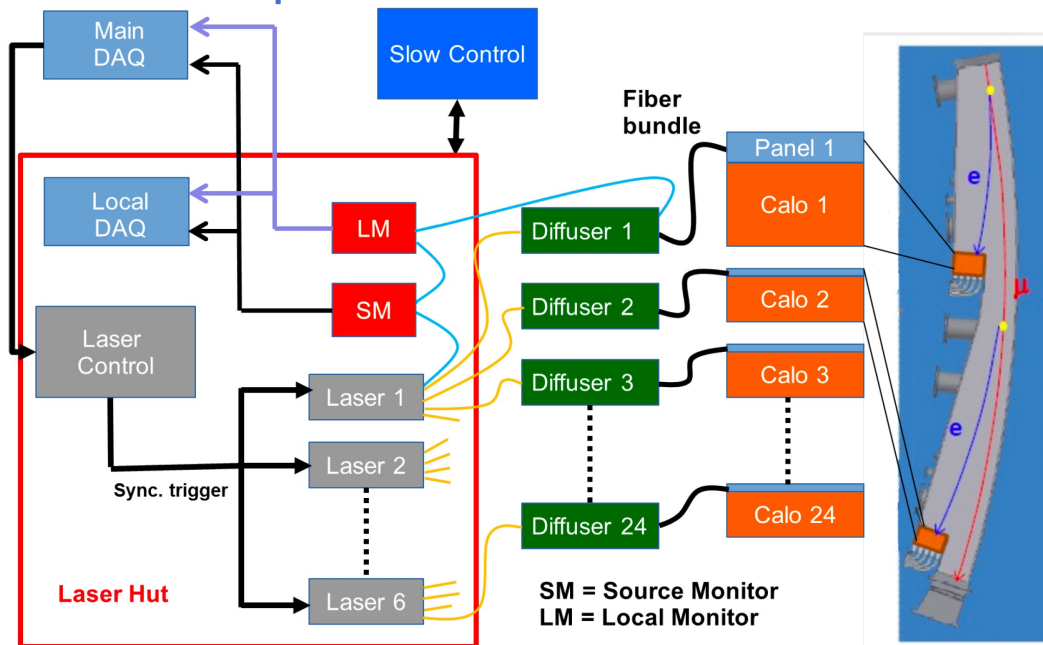 Main
DAQ
Slow Control
Fiber
bundle
Panel 1
Calo 1
e
Local
DAQ
LM
Diffuser 1
μ
SM
Diffuser 2
Calo 2
Laser
Control
Laser 1
Diffuser 3
Calo 3
e
Laser 2
Sync. trigger
Diffuser 24
Calo 24
Laser Hut
Laser 6
SM = Source Monitor
LM = Local Monitor